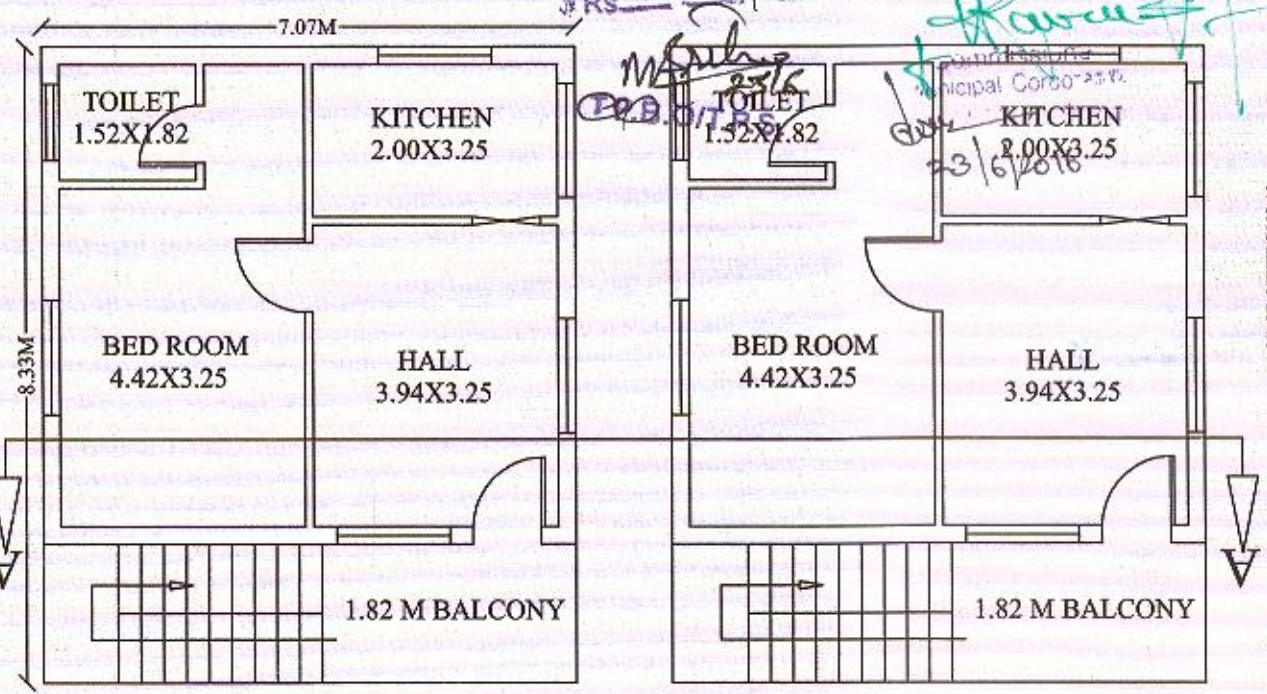 7.07M
TOILET
1.52X1.82
KITCHEN
2.00X3.25
BED ROOM
4.42X3.25
HALL
3.94X3.25
1.82 M BALCONY
8.333M
TOILET
1.52X1.82
KITCHEN
2.00X3.25
23/6/2016
BED ROOM
4.42X3.25
HALL
3.94X3.25
1.82 M BALCONY